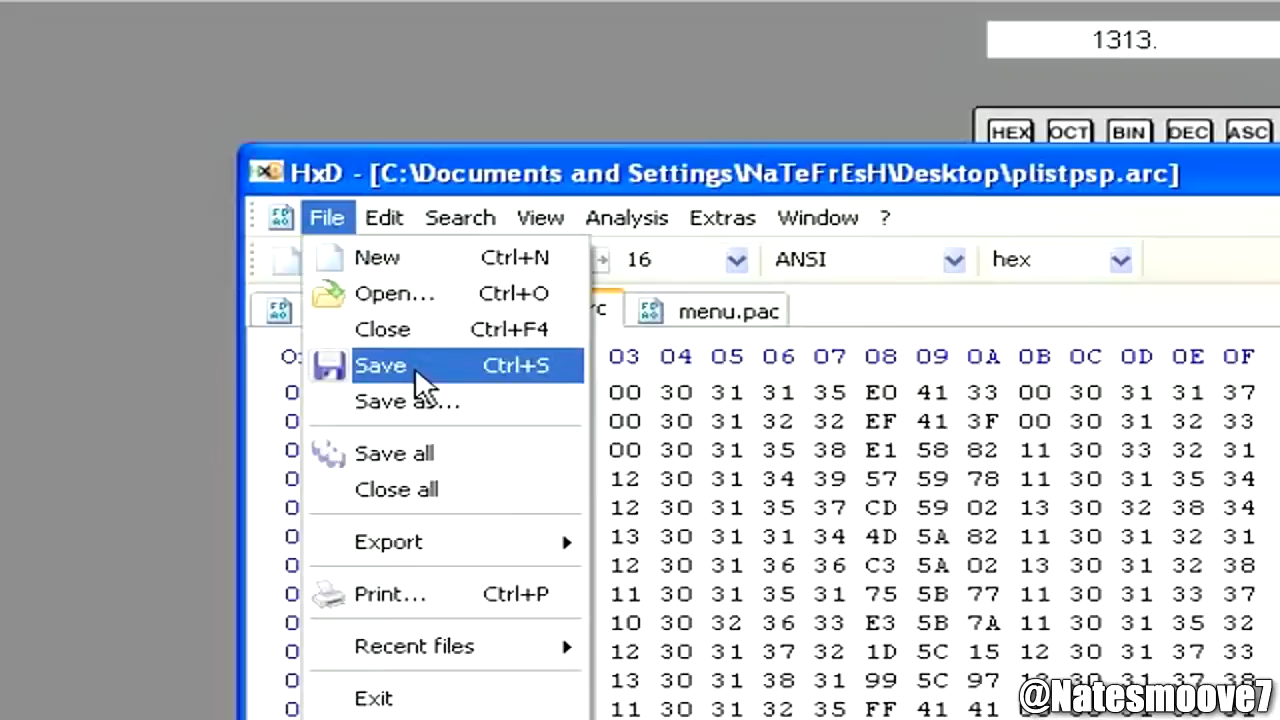 1313.
HEX OCT BIN DEC ASC
HxD - [C:\Documents and Settings\NaTeFrEsH\Desktop\plistpsp.arc]
File Edit Search View Analysis Extras Window ?
New Ctrl+N
16 ANSI hex
Open... Ctrl+O
Close Ctrl+F4
menu.pac
Save Ctrl+S
03 04 05 06 07 08 09 0A 0B 0C 0D 0E 0F
00 30 31 31 35 E0 41 33 00 30 31 31 37
Save as...
00 30 31 32 32 EF 41 3F 00 30 31 32 33
Save all
00 30 31 35 38 E1 58 82 11 30 33 32 31
12 30 31 34 39 57 59 78 11 30 31 35 34
Close all
12 30 31 35 37 CD 59 02 13 30 32 38 34
13 30 31 31 34 4D 5A 82 11 30 31 32 31
Export
12 30 31 36 36 C3 5A 02 13 30 31 32 38
Print... Ctrl+P
11 30 31 35 31 75 5B 77 11 30 31 33 37
10 30 32 36 33 E3 5B 7A 11 30 31 35 32
Recent files
12 30 31 37 32 1D 5C 15 12 30 31 37 33
13 30 31 38 31 99 5C 97
Exit
11 30 31 32 35 FF 41 41
@Natesmoove7